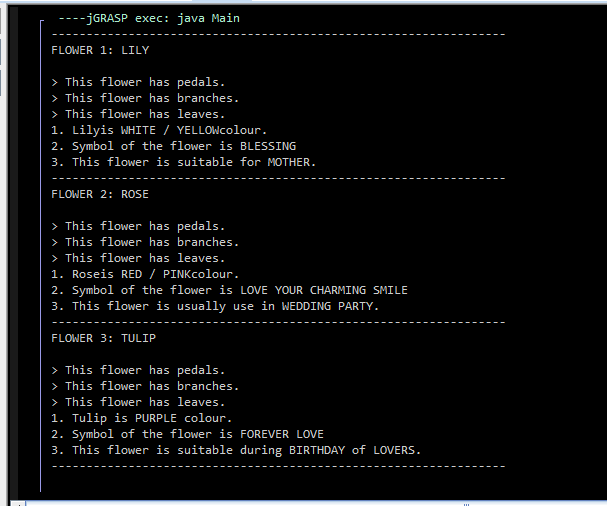 ----jGRASP exec: java Main
-----------------------------------------------------------------
FLOWER 1: LILY
> This flower has pedals.
> This flower has branches.
> This flower has leaves.
1. Lilyis WHITE / YELLOWcolour.
2. Symbol of the flower is BLESSING
3. This flower is suitable for MOTHER.
-----------------------------------------------------------------
FLOWER 2: ROSE
> This flower has pedals.
> This flower has branches.
> This flower has leaves.
1. Roseis RED / PINKcolour.
2. Symbol of the flower is LOVE YOUR CHARMING SMILE
3. This flower is usually use in WEDDING PARTY.
-----------------------------------------------------------------
FLOWER 3: TULIP
> This flower has pedals.
> This flower has branches.
> This flower has leaves.
1. Tulip is PURPLE colour.
2. Symbol of the flower is FOREVER LOVE
3. This flower is suitable during BIRTHDAY of LOVERS.
-----------------------------------------------------------------